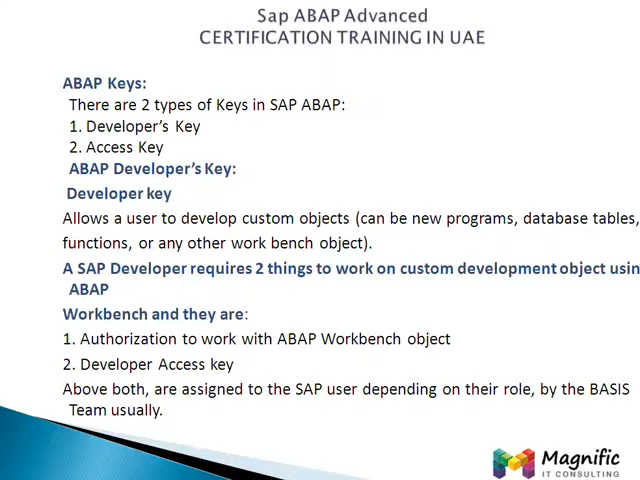 Sap ABAP Advanced
CERTIFICATION TRAINING IN UAE
ABAP Keys:
There are 2 types of Keys in SAP ABAP:
1. Developer's Key
2. Access Key
ABAP Developer's Key:
Developer key
Allows a user to develop custom objects (can be new programs, database tables,
functions, or any other work bench object).
A SAP Developer requires 2 things to work on custom development object usin
ABAP
Workbench and they are:
1. Authorization to work with ABAP Workbench object
2. Developer Access key
Above both, are assigned to the SAP user depending on their role, by the BASIS
Team usually.
Magnific
IT CONSULTING